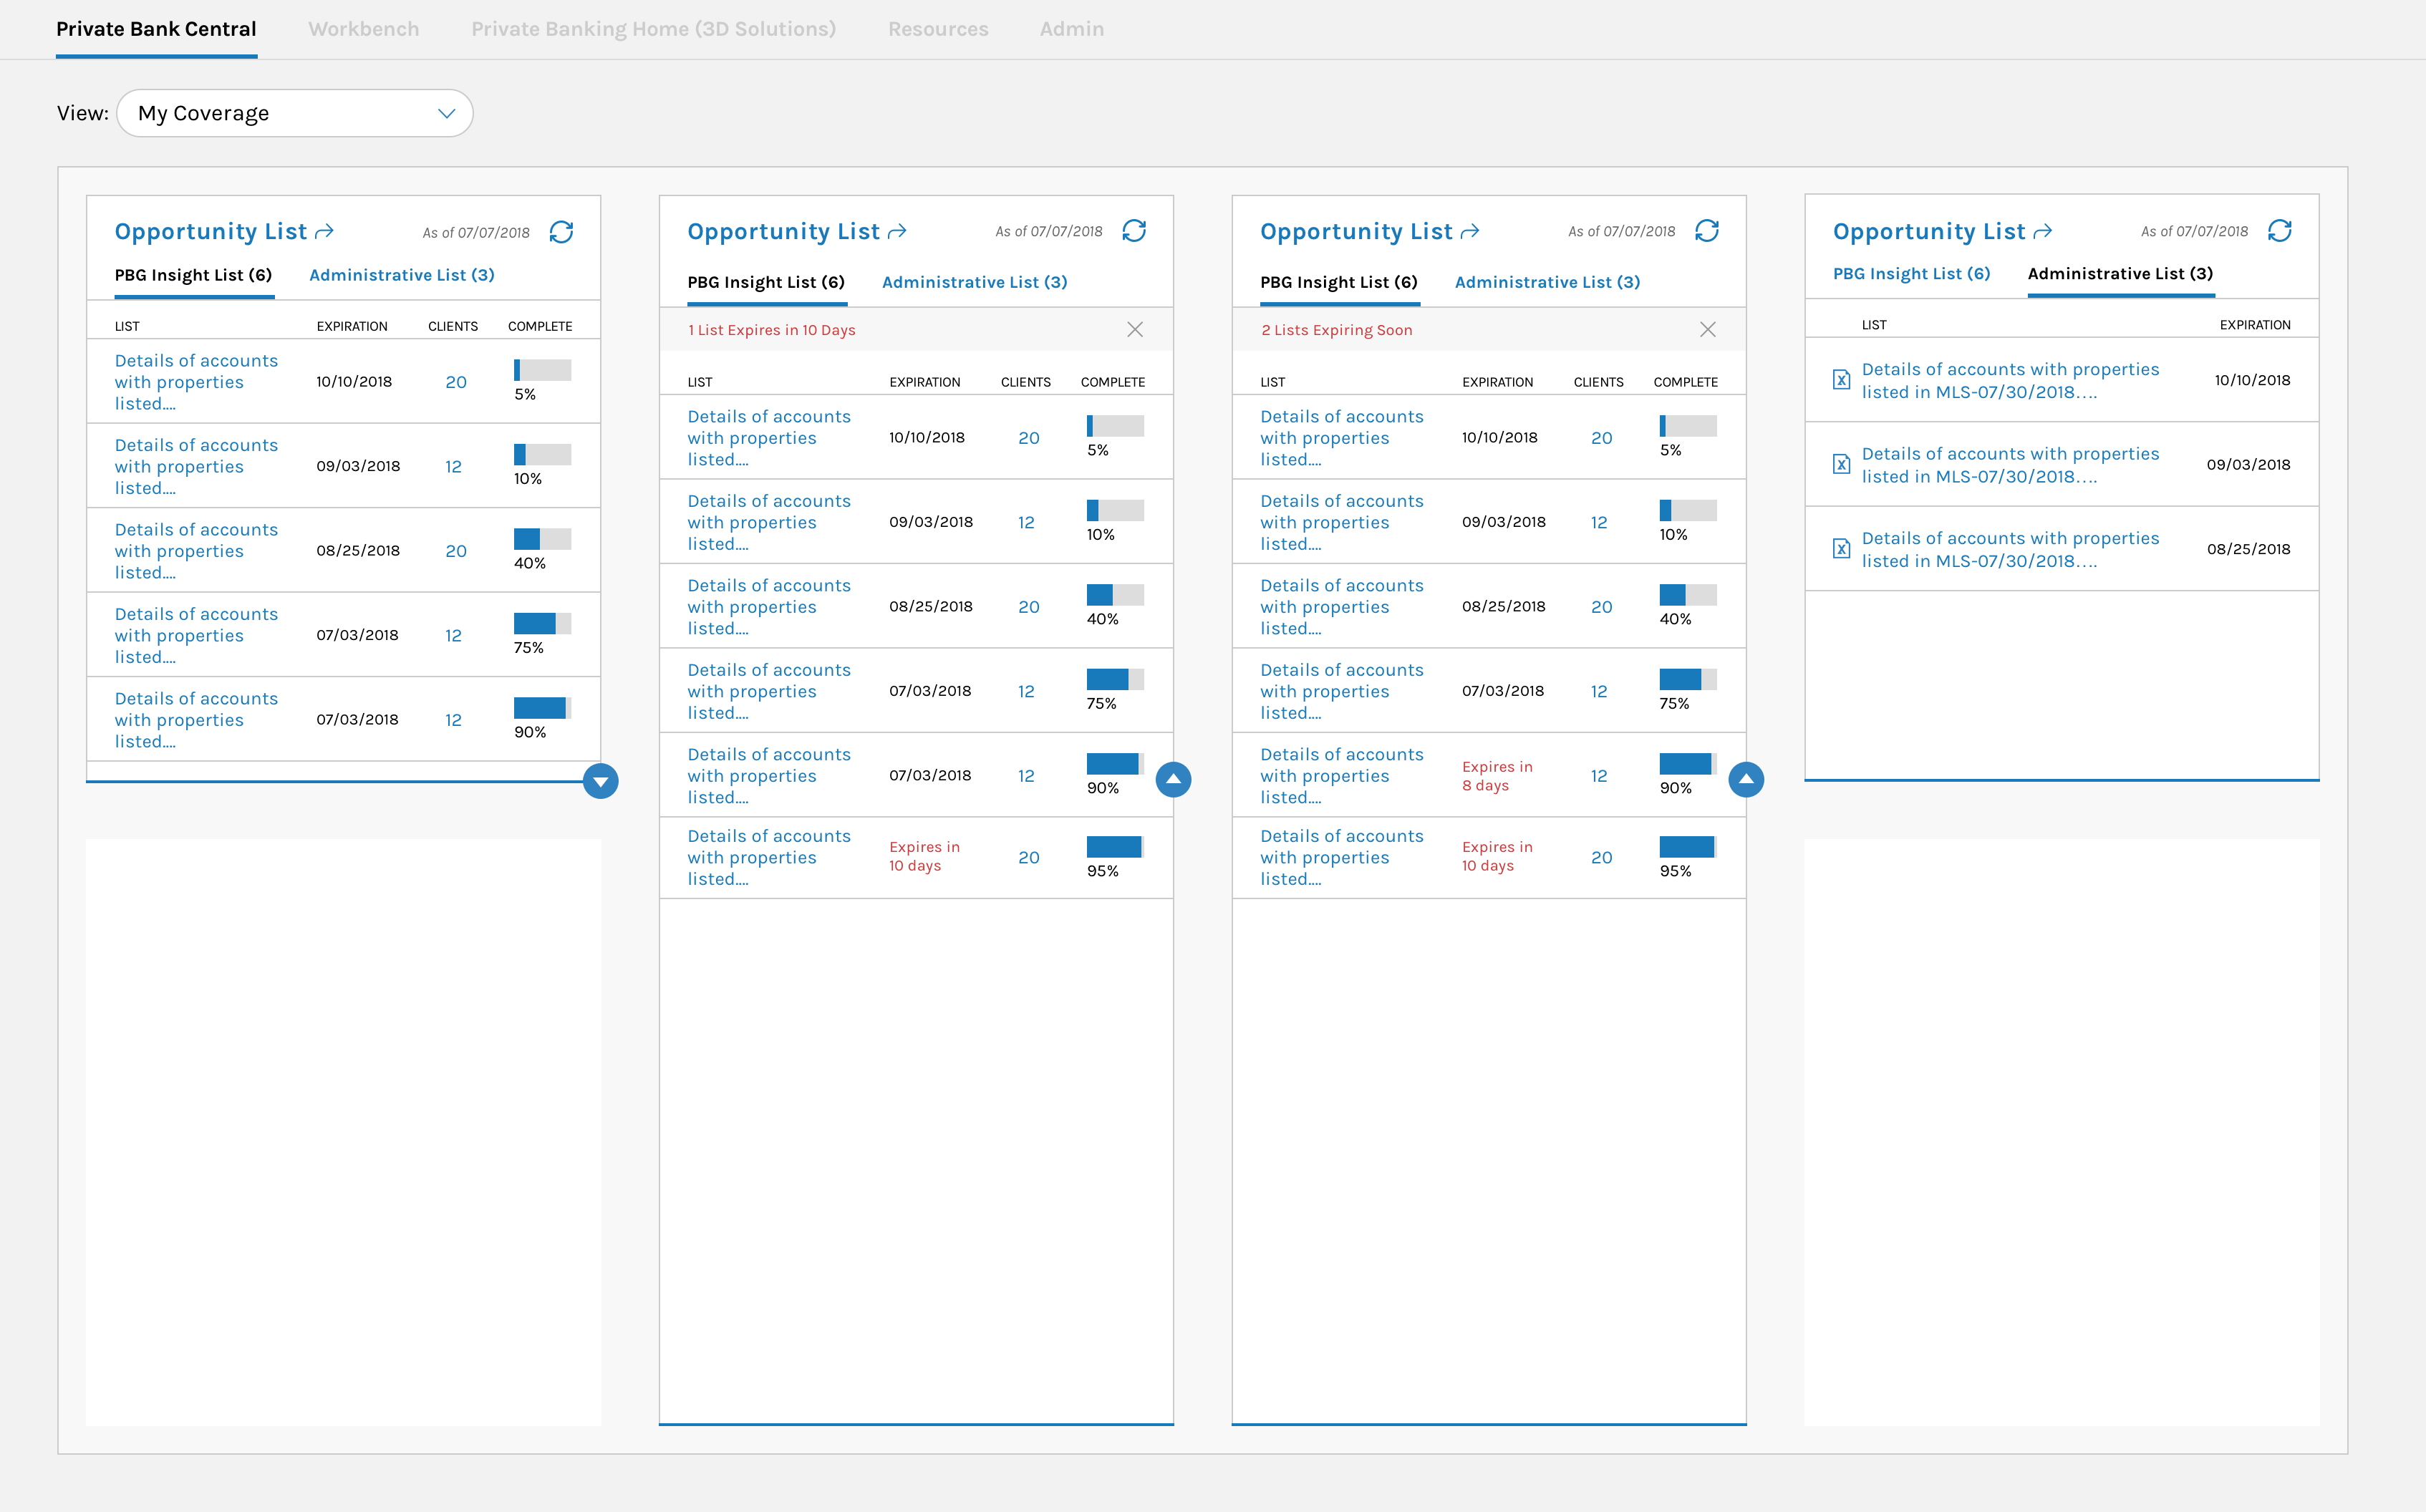 Private Bank Central Workbench Private Banking Home (3D Solutions) Resources Admin
View: My Coverage
Opportunity List As of 07/07/2018
PBG Insight List (6) Administrative List (3)
LIST EXPIRATION CLIENTS COMPLETE
Details of accounts
with properties
listed....
10/10/2018 20 5%
Details of accounts
with properties
listed....
09/03/2018 12 10%
Details of accounts
with properties
listed....
08/25/2018 20 40%
Details of accounts
with properties
listed....
07/03/2018 12 75%
Details of accounts
with properties
listed....
07/03/2018 12 90%
Opportunity List As of 07/07/2018
PBG Insight List (6) Administrative List (3)
1 List Expires in 10 Days
LIST EXPIRATION CLIENTS COMPLETE
Details of accounts
with properties
listed....
10/10/2018 20 5%
Details of accounts
with properties
listed....
09/03/2018 12 10%
Details of accounts
with properties
listed....
08/25/2018 20 40%
Details of accounts
with properties
listed....
07/03/2018 12 75%
Details of accounts
with properties
listed....
07/03/2018 12 90%
Details of accounts
with properties
listed....
Expires in
10 days
20 95%
Opportunity List As of 07/07/2018
PBG Insight List (6) Administrative List (3)
2 Lists Expiring Soon
LIST EXPIRATION CLIENTS COMPLETE
Details of accounts
with properties
listed....
10/10/2018 20 5%
Details of accounts
with properties
listed....
09/03/2018 12 10%
Details of accounts
with properties
listed....
08/25/2018 20 40%
Details of accounts
with properties
listed....
07/03/2018 12 75%
Details of accounts
with properties
listed....
Expires in
8 days
12 90%
Details of accounts
with properties
listed....
Expires in
10 days
20 95%
Opportunity List As of 07/07/2018
PBG Insight List (6) Administrative List (3)
LIST EXPIRATION
Details of accounts with properties
listed in MLS-07/30/2018....
10/10/2018
Details of accounts with properties
listed in MLS-07/30/2018....
09/03/2018
Details of accounts with properties
listed in MLS-07/30/2018....
08/25/2018